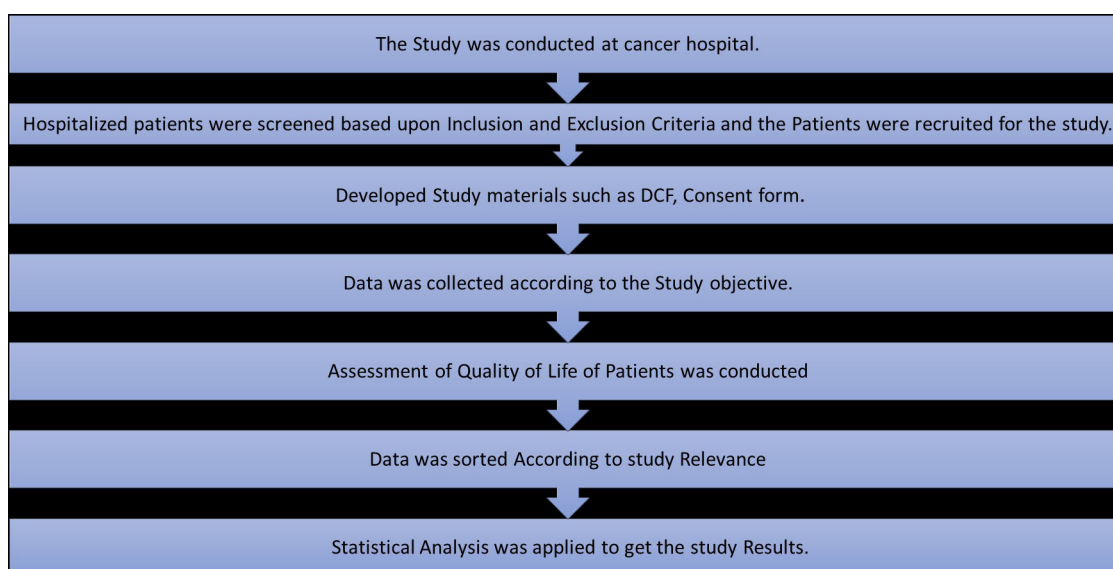 The Study was conducted at cancer hospital.
Hospitalized patients were screened based upon Inclusion and Exclusion Criteria and the Patients were recruited for the study.
Developed Study materials such as DCF, Consent form.
Data was collected according to the Study objective.
Assessment of Quality of Life of Patients was conducted
Data was sorted According to study Relevance
Statistical Analysis was applied to get the study Results.